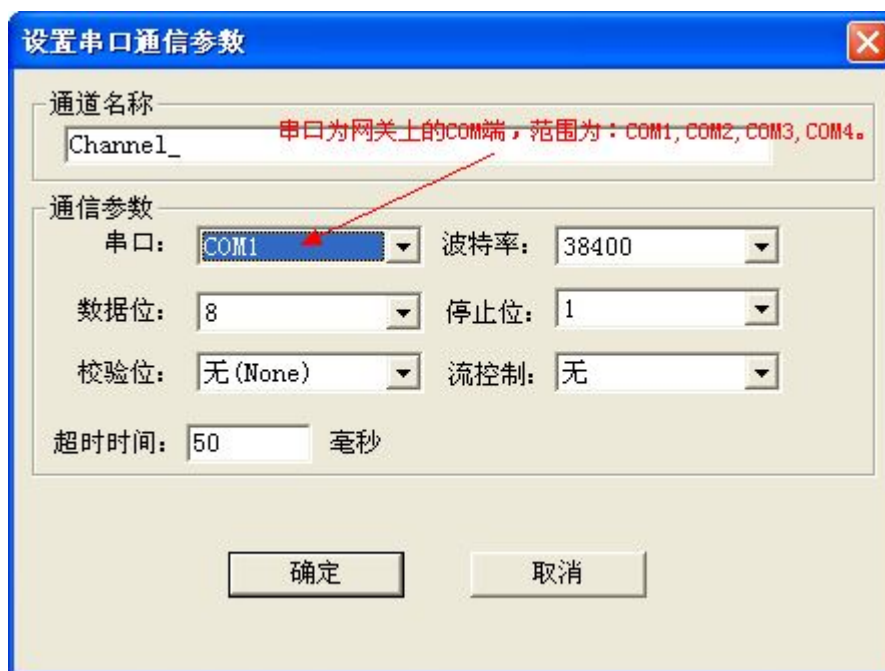 设置串口通信参数
通道名称
串口为网关上的COM端，范围为：COM1,COM2,COM3,COM4。
Channel_
通信参数
串口： COM1 波特率： 38400
数据位： 8 停止位： 1
校验位： 无(None) 流控制： 无
超时时间： 50 毫秒
确定 取消